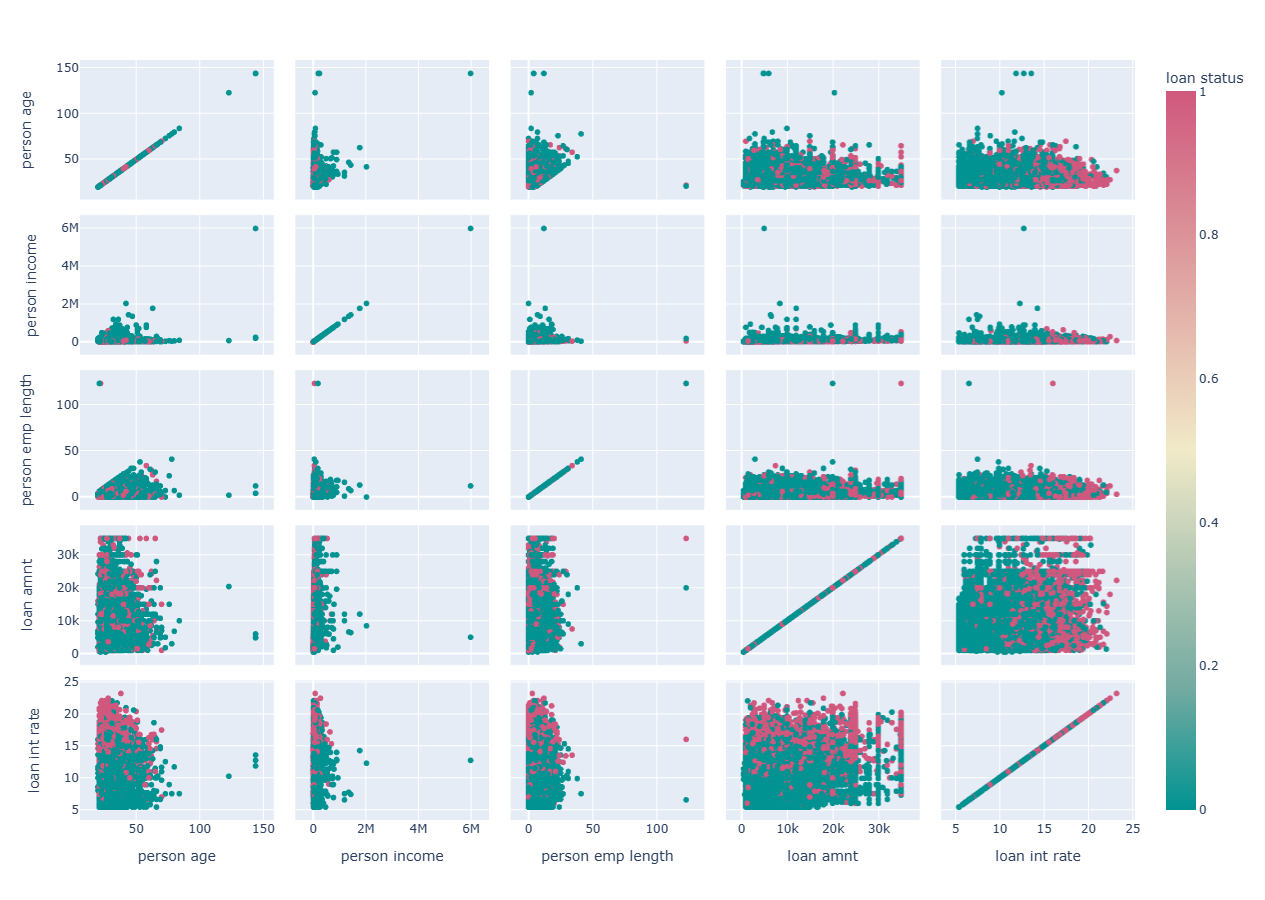 loan status
150
100
50
person age
6M
4M
2M
0
person income
100
50
0
person emp length
30k
20k
10k
0
loan amnt
25
20
15
10
5
loan int rate
50 100 150
0 2M 4M 6M
0 50 100
0 10k 20k 30k
5 10 15 20 25
person age
person income
person emp length
loan amnt
loan int rate
1
0.8
0.6
0.4
0.2
0